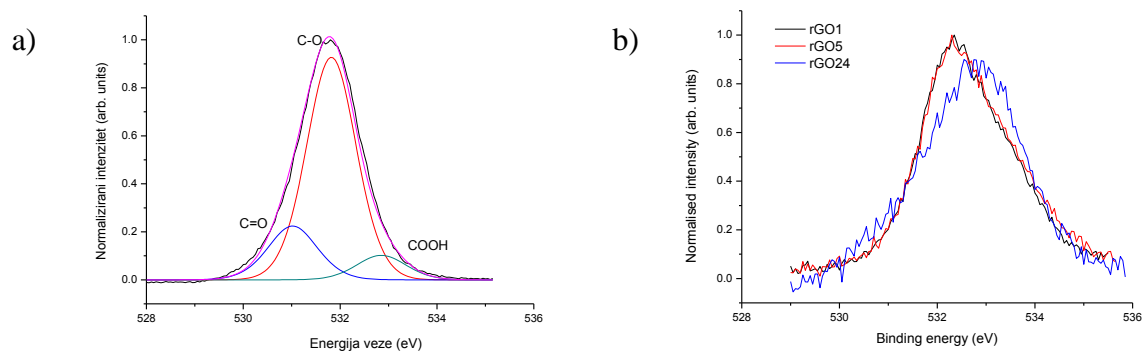 a)
Normalizirani intenzitet (arb. units)
1.0
0.8
0.6
0.4
0.2
0.0
C-O
C=O
COOH
528
530
532
534
536
Energija veze (eV)
b)
Normalised intensity (arb. units)
1.0
0.8
0.6
0.4
0.2
0.0
rGO1
rGO5
rGO24
528
530
532
534
536
Binding energy (eV)